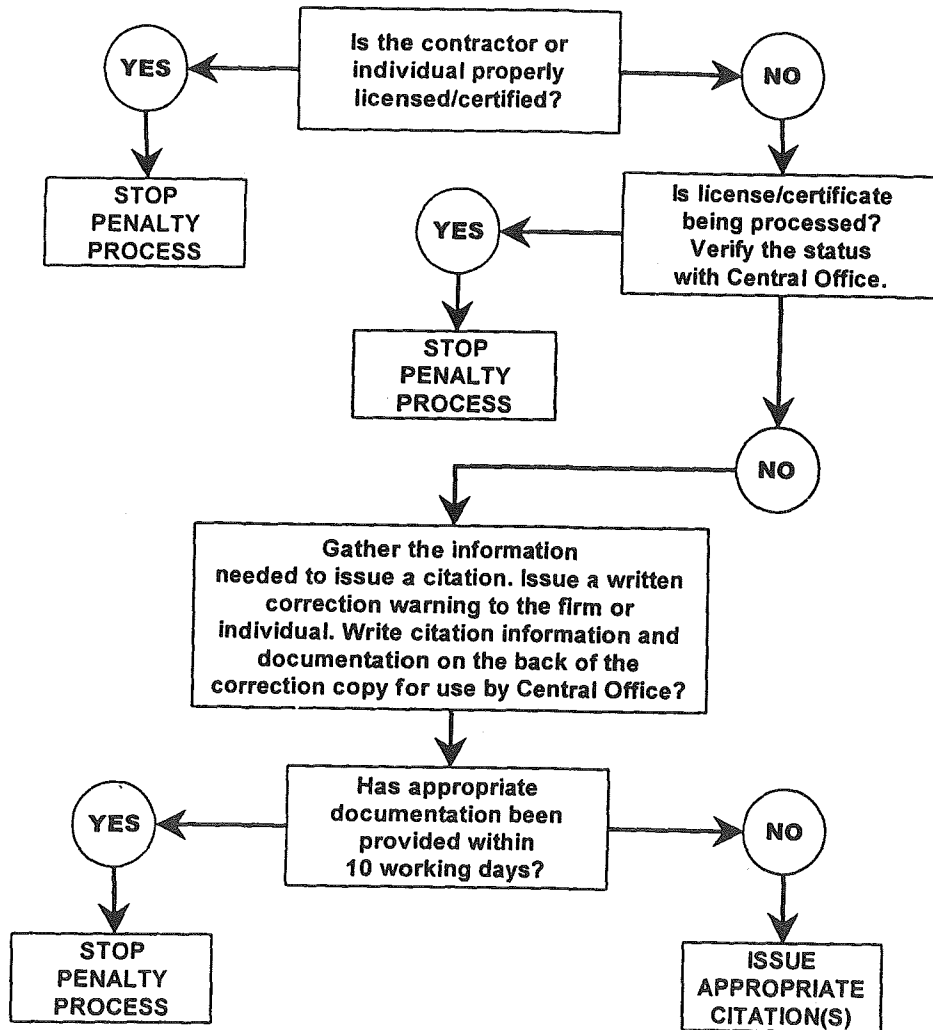 Is the contractor or
individual properly
licensed/certified?
YES
NO
STOP
PENALTY
PROCESS
Is license/certificate
being processed?
Verify the status
with Central Office.
YES
STOP
PENALTY
PROCESS
NO
Gather the information
needed to issue a citation. Issue a written
correction warning to the firm or
individual. Write citation information and
documentation on the back of the
correction copy for use by Central Office?
Has appropriate
documentation been
provided within
10 working days?
YES
NO
STOP
PENALTY
PROCESS
ISSUE
APPROPRIATE
CITATION(S)